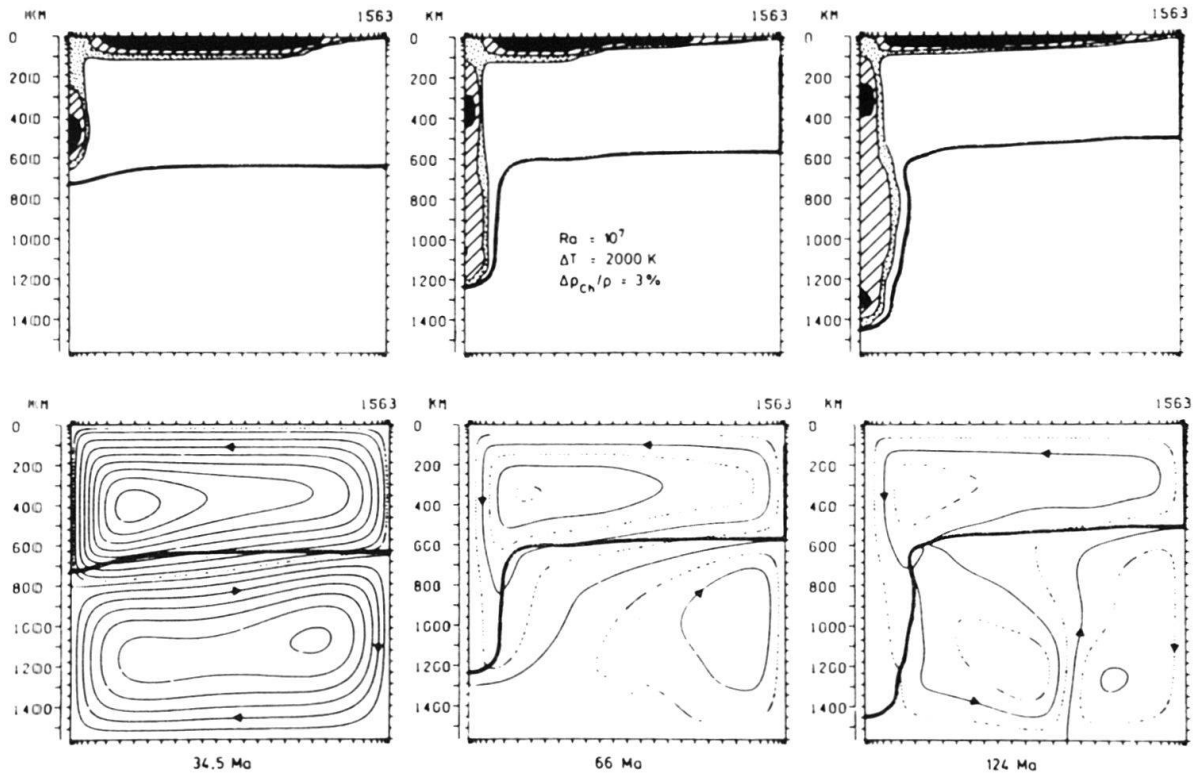 KM 1563 KM 1563 KM 1563
0 0 0
200 200 200
400 400 400
600 600 600
800 800 800
1000 1000 1000
1200 1200 1200
1400 1400 1400
Ra = 10⁷
ΔT = 2000 K
Δρ_Ch/ρ = 3%
KM 1563 KM 1563 KM 1563
0 0 0
200 200 200
400 400 400
600 600 600
800 800 800
1000 1000 1000
1200 1200 1200
1400 1400 1400
34,5 Ma 66 Ma 124 Ma